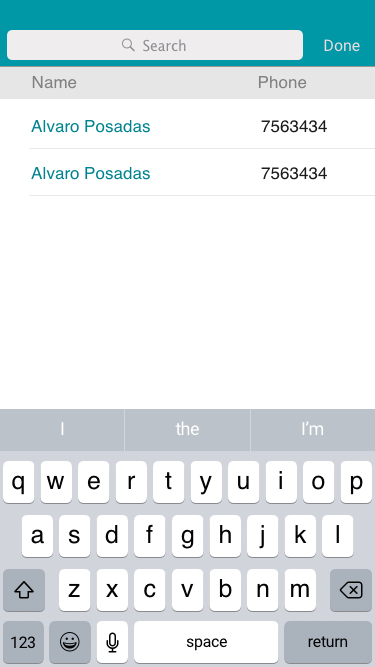 Search Done
Name Phone
Alvaro Posadas 7563434
Alvaro Posadas 7563434
I the I'm
q w e r t y u i o p
a s d f g h j k l
z x c v b n m
123 space return